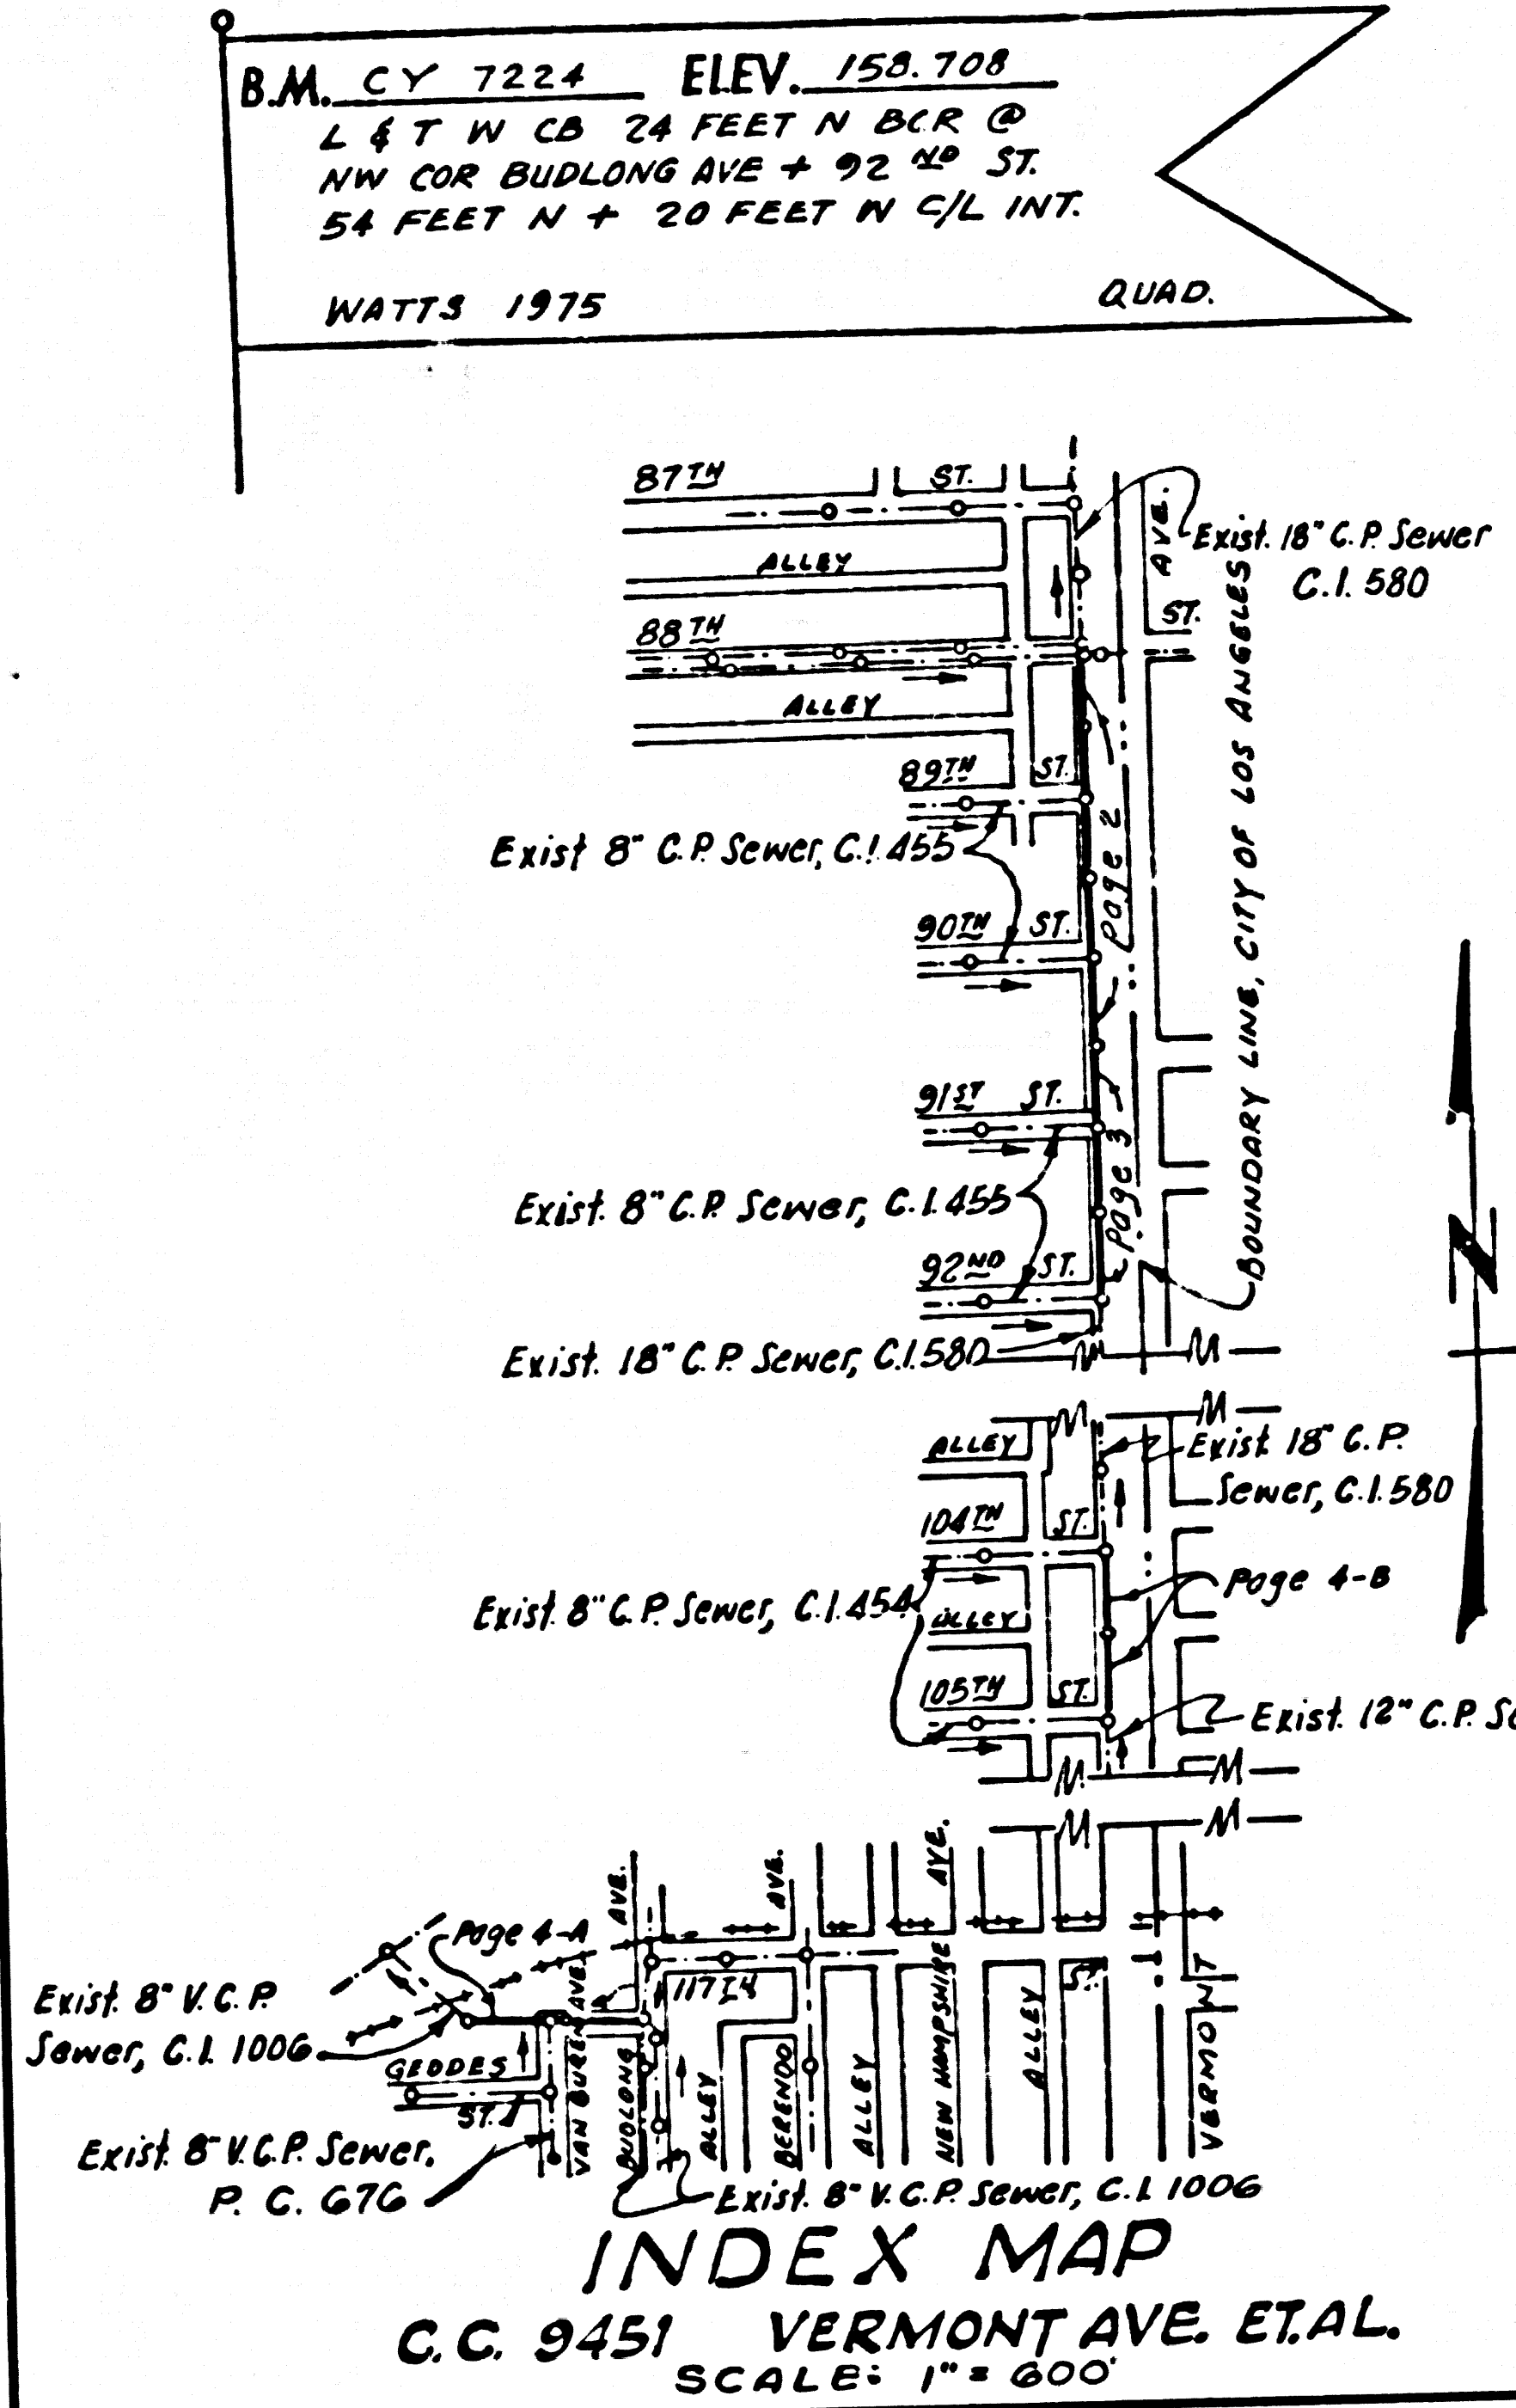 B.M. CY 7224 ELEV. 158.708
L & T W CB 24 FEET N BCR @
NW COR BUDLONG AVE + 92 ND ST.
54 FEET N + 20 FEET W C/L INT.
WATTS 1975 QUAD.
87TH ST.
AVE.
Exist. 18" C.P. Sewer
C.I. 580
ALLEY
88TH ST.
ALLEY
89TH ST.
Exist 8" C.P. Sewer, C.I. 455
Page 2
90TH ST.
BOUNDARY LINE, CITY OF LOS ANGELES
91ST ST.
Page 3
Exist. 8" C.P. Sewer, C.I. 455
92ND ST.
Exist. 18" C.P. Sewer, C.I. 580
N
ALLEY
Exist 18" C.P.
Sewer, C.I. 580
104TH ST.
Page 4-B
Exist. 8" C.P. Sewer, C.I. 454
ALLEY
105TH ST.
Exist. 12" C.P.
AVE.
AVE.
AVE.
Page 4-A
117TH ST.
Exist. 8" V.C.P.
Sewer, C.I. 1006
GEDDES
ST.
VAN BUREN AVE.
BUDLONG
ALLEY
BERENDO
ALLEY
NEW HAMPSHIRE
ALLEY
VERMONT
Exist. 8" V.C.P. Sewer,
P. C. 676
Exist. 8" V.C.P. Sewer, C.I. 1006
INDEX MAP
C.C. 9451 VERMONT AVE. ET.AL.
SCALE: 1" = 600'